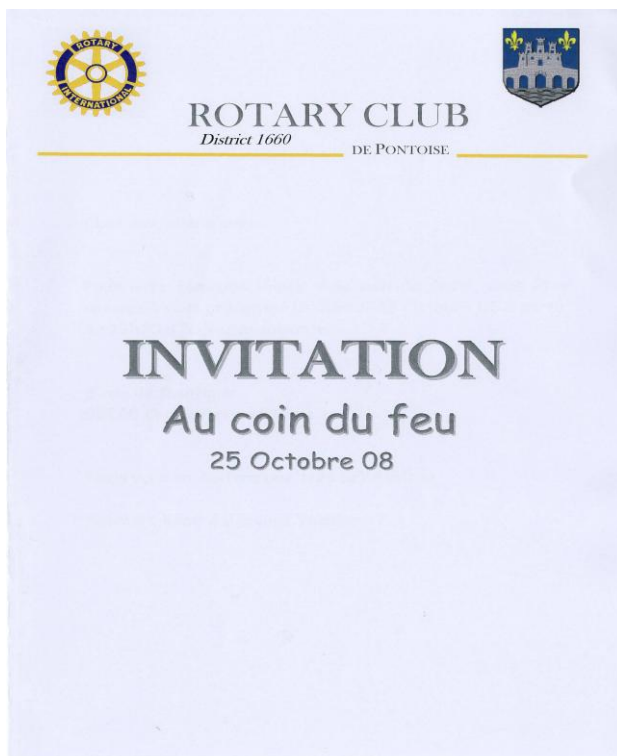 ROTARY
INTERNATIONAL
ROTARY CLUB
District 1660
DE PONTOISE
INVITATION
Au coin du feu
25 Octobre 08